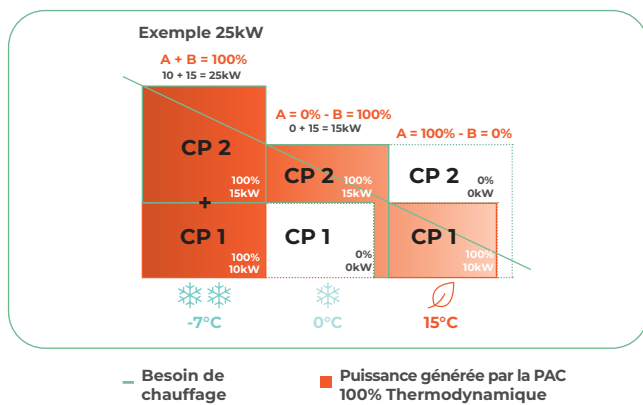 Exemple 25kW
A + B = 100%
10 + 15 = 25kW
A = 0% - B = 100%
0 + 15 = 15kW
A = 100% - B = 0%
CP 2
100%
15kW
CP 2
100%
15kW
CP 2
0%
0kW
+
CP 1
100%
10kW
CP 1
0%
0kW
CP 1
100%
10kW
-7°C
0°C
15°C
Besoin de
chauffage
Puissance générée par la PAC
100% Thermodynamique